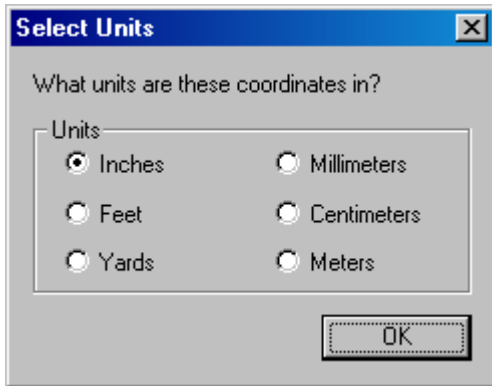 Select Units
What units are these coordinates in?
Units
Inches Millimeters
Feet Centimeters
Yards Meters
OK